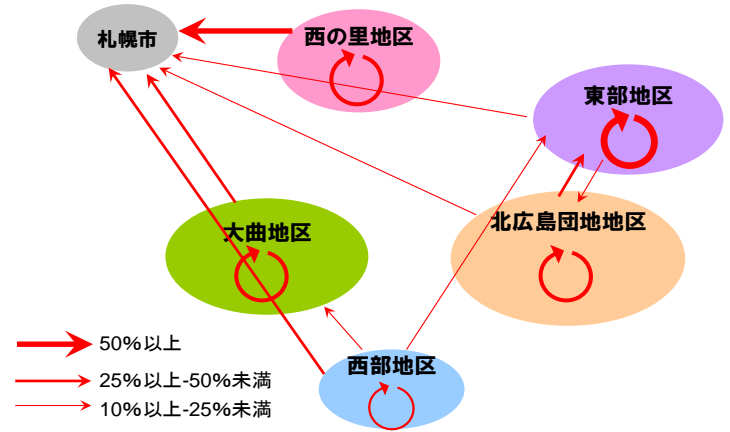 札幌市
西の里地区
東部地区
北広島団地地区
大曲地区
西部地区
50%以上
25%以上-50%未満
10%以上-25%未満